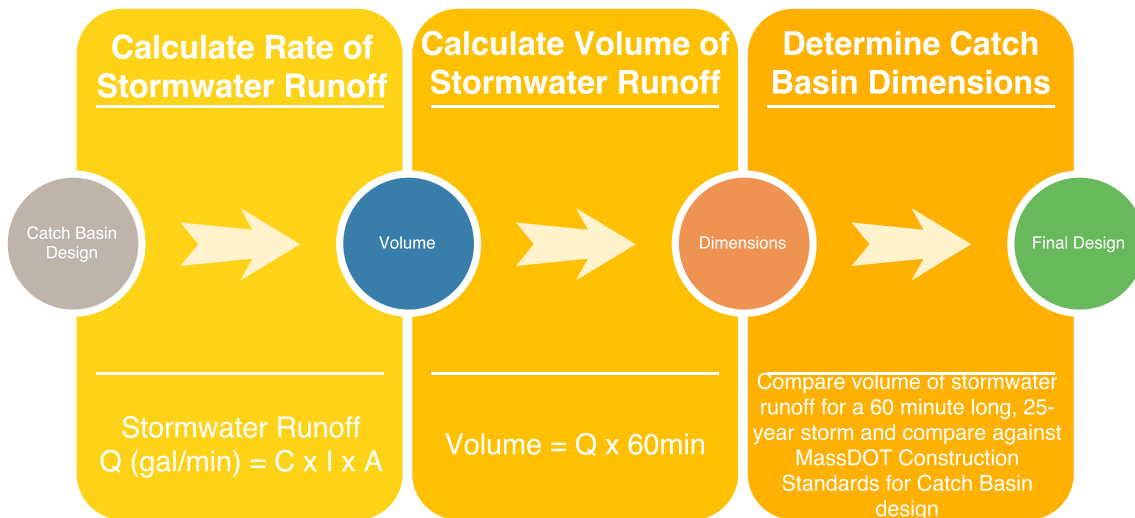 Calculate Rate of
Stormwater Runoff
Calculate Volume of
Stormwater Runoff
Determine Catch
Basin Dimensions
Catch Basin
Design
Volume
Dimensions
Final Design
Stormwater Runoff
Q (gal/min) = C x I x A
Volume = Q x 60min
Compare volume of stormwater
runoff for a 60 minute long, 25-
year storm and compare against
MassDOT Construction
Standards for Catch Basin
design